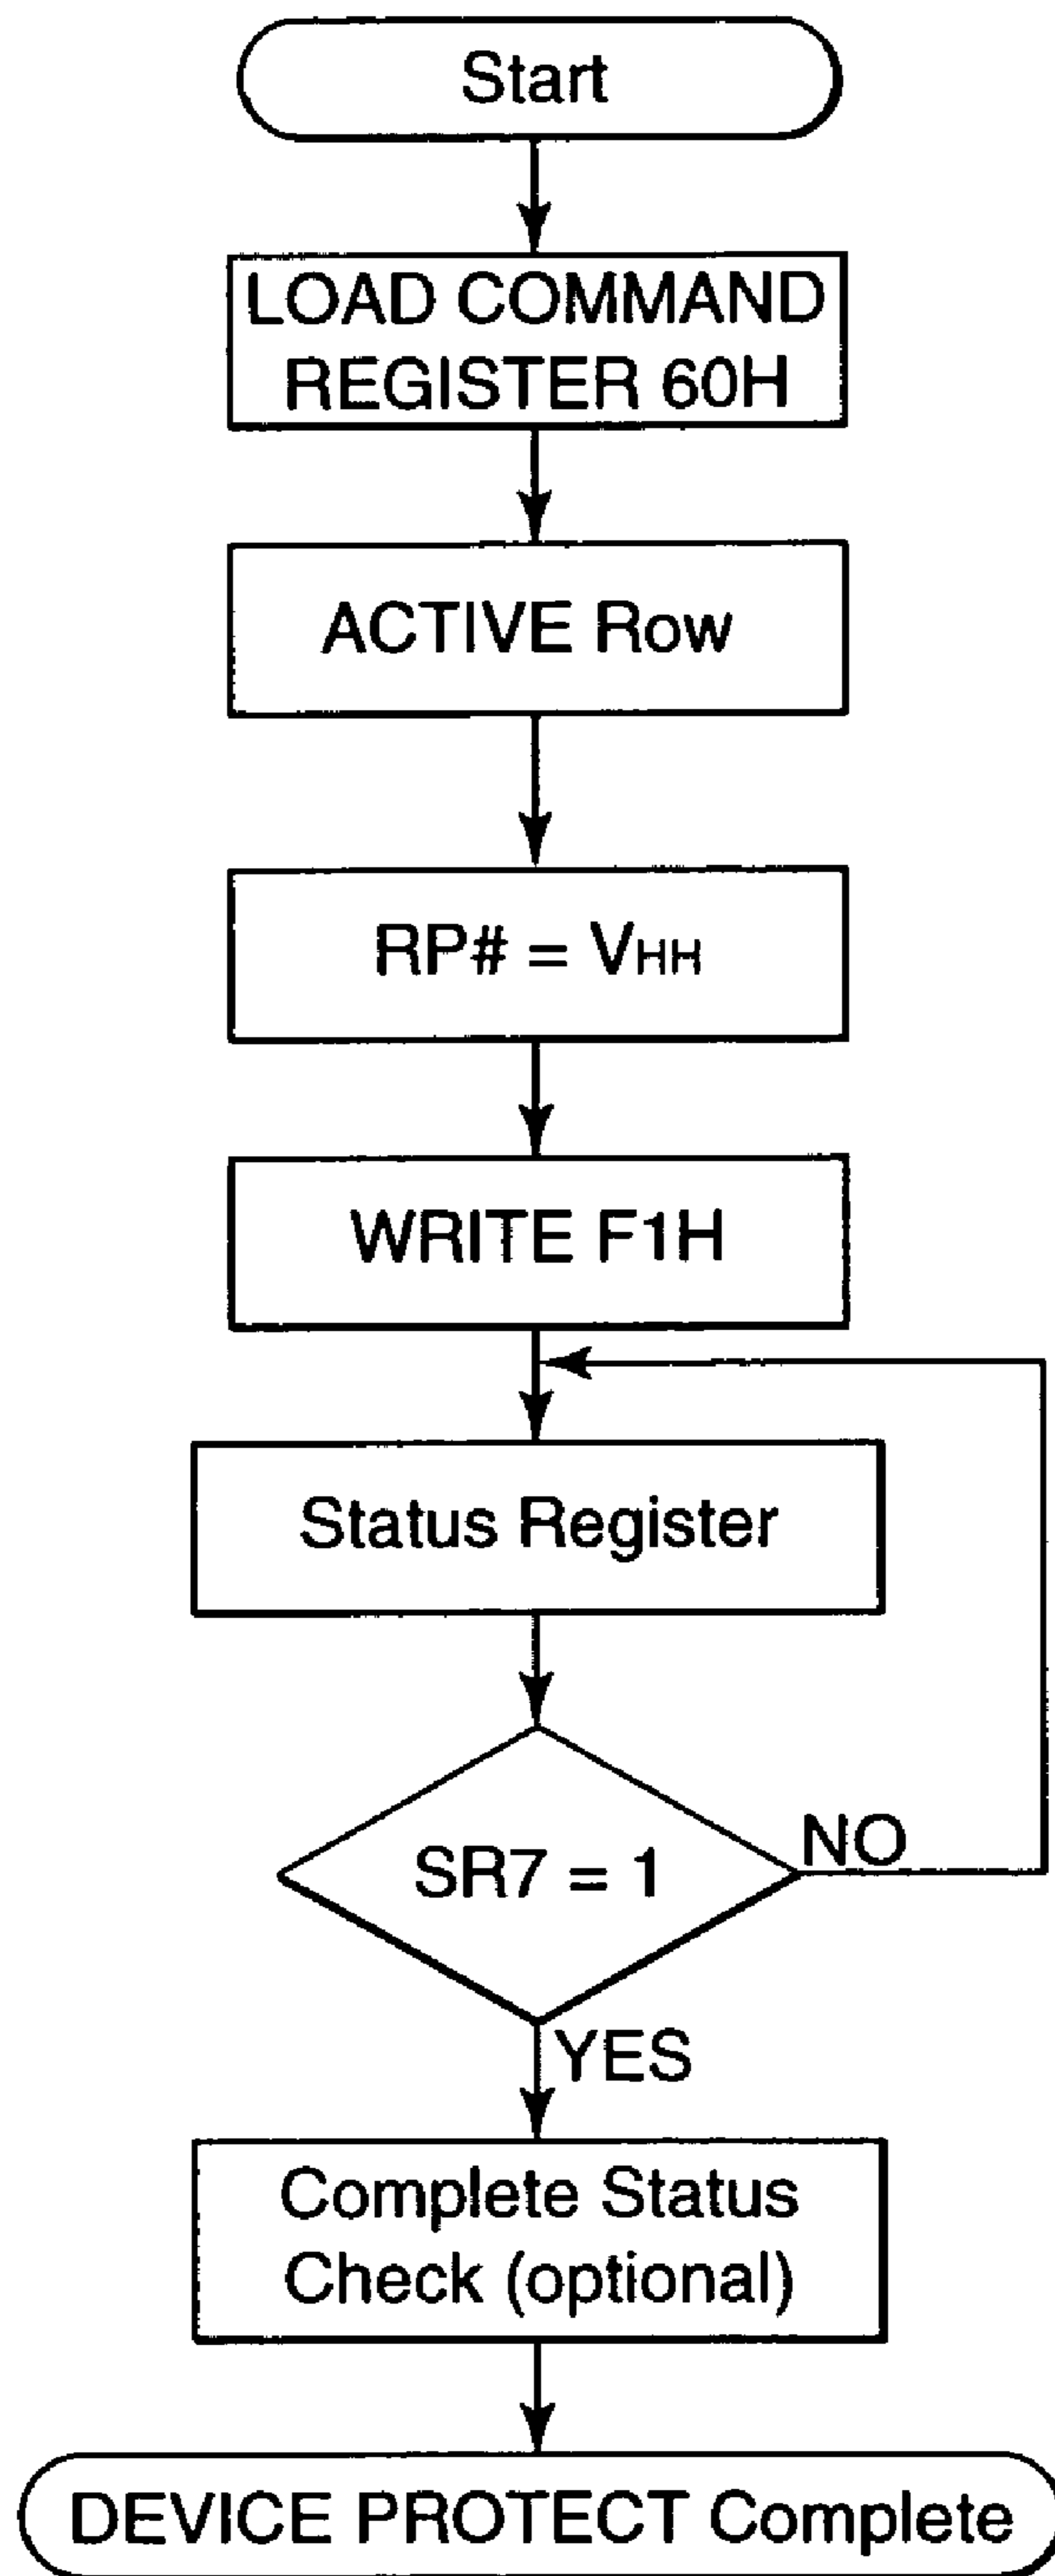 Start
LOAD COMMAND
REGISTER 60H
ACTIVE Row
RP# = VHH
WRITE F1H
Status Register
SR7 = 1
NO
YES
Complete Status
Check (optional)
DEVICE PROTECT Complete